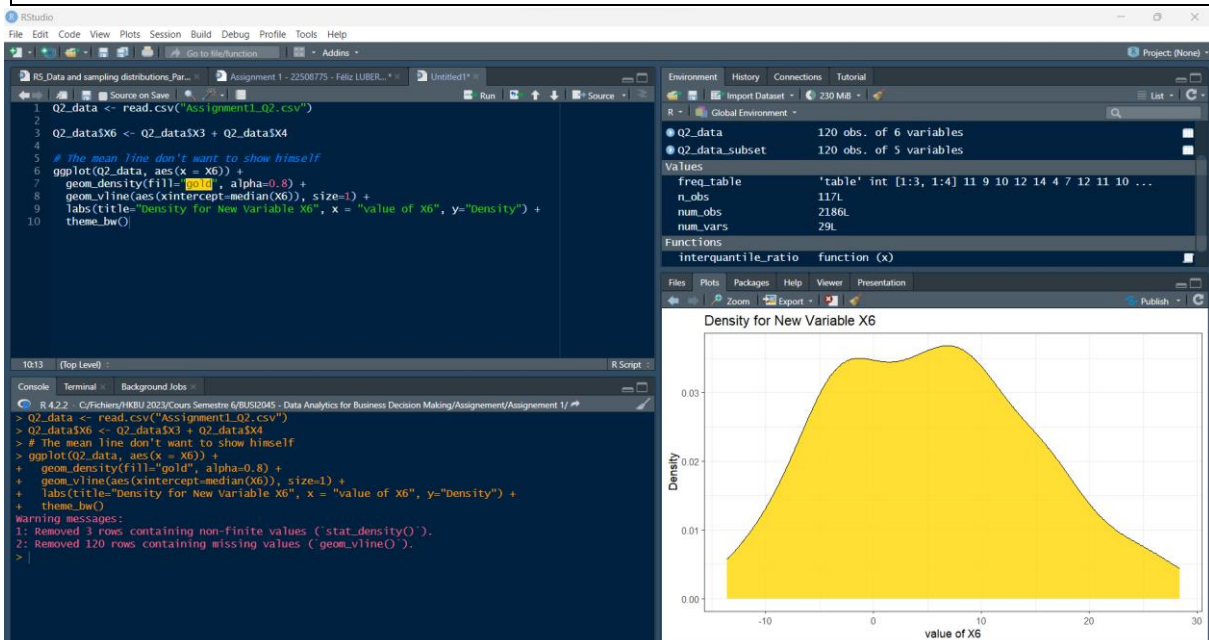 RStudio
File Edit Code View Plots Session Build Debug Profile Tools Help
Go to file/function Addins
Project: (None)
R5_Data and sampling distributions_Par... Assignment 1 - 22508775 - Féliz LUBER...* Untitled1*
Source on Save Run Source
1 Q2_data <- read.csv("Assignment1_Q2.csv")
2
3 Q2_data$X6 <- Q2_data$X3 + Q2_data$X4
4
5 # The mean line don't want to show himself
6 ggplot(Q2_data, aes(x = X6)) +
7 geom_density(fill="gold", alpha=0.8) +
8 geom_vline(aes(xintercept=median(X6)), size=1) +
9 labs(title="Density for New Variable X6", x = "value of X6", y="Density") +
10 theme_bw()
10:13 (Top Level) R Script
Console Terminal Background Jobs
R 4.2.2 · C:/Fichiers/HKBU 2023/Cours Semestre 6/BUSI2045 - Data Analytics for Business Decision Making/Assignement/Assignement 1/
> Q2_data <- read.csv("Assignment1_Q2.csv")
> Q2_data$X6 <- Q2_data$X3 + Q2_data$X4
> # The mean line don't want to show himself
> ggplot(Q2_data, aes(x = X6)) +
+ geom_density(fill="gold", alpha=0.8) +
+ geom_vline(aes(xintercept=median(X6)), size=1) +
+ labs(title="Density for New Variable X6", x = "value of X6", y="Density") +
+ theme_bw()
Warning messages:
1: Removed 3 rows containing non-finite values (`stat_density()`).
2: Removed 120 rows containing missing values (`geom_vline()`).
>
Environment History Connections Tutorial
Import Dataset 230 MiB List
R Global Environment
Q2_data 120 obs. of 6 variables
Q2_data_subset 120 obs. of 5 variables
Values
freq_table 'table' int [1:3, 1:4] 11 9 10 12 14 4 7 12 11 10 ...
n_obs 117L
num_obs 2186L
num_vars 29L
Functions
interquantile_ratio function (x)
Files Plots Packages Help Viewer Presentation
Zoom Export Publish
Density for New Variable X6
0.03
0.02
0.01
0.00
Density
-10 0 10 20 30
value of X6